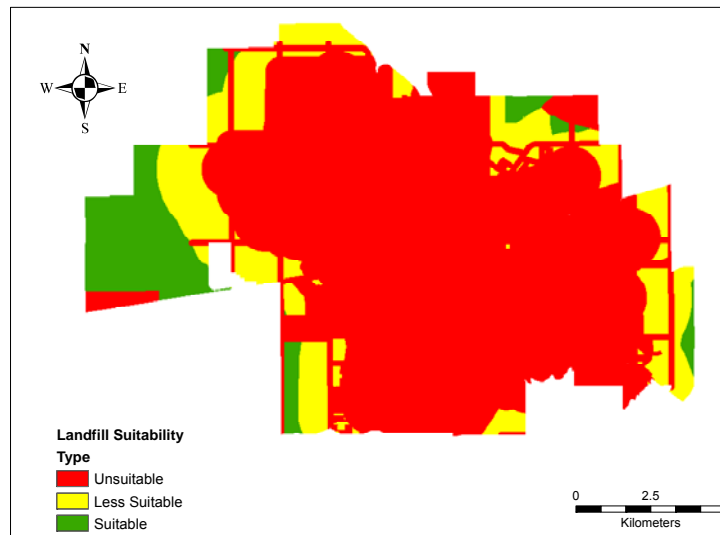 N
W E
S
Landfill Suitability
Type
Unsuitable
Less Suitable
Suitable
0 2.5
Kilometers